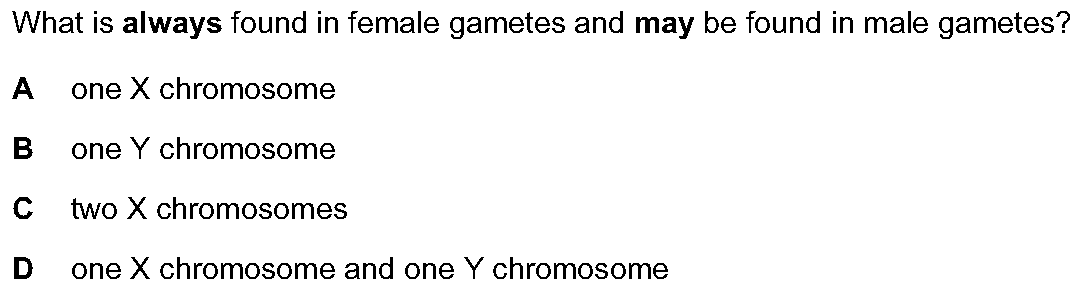 What is always found in female gametes and may be found in male gametes?
A one X chromosome
B one Y chromosome
C two X chromosomes
D one X chromosome and one Y chromosome